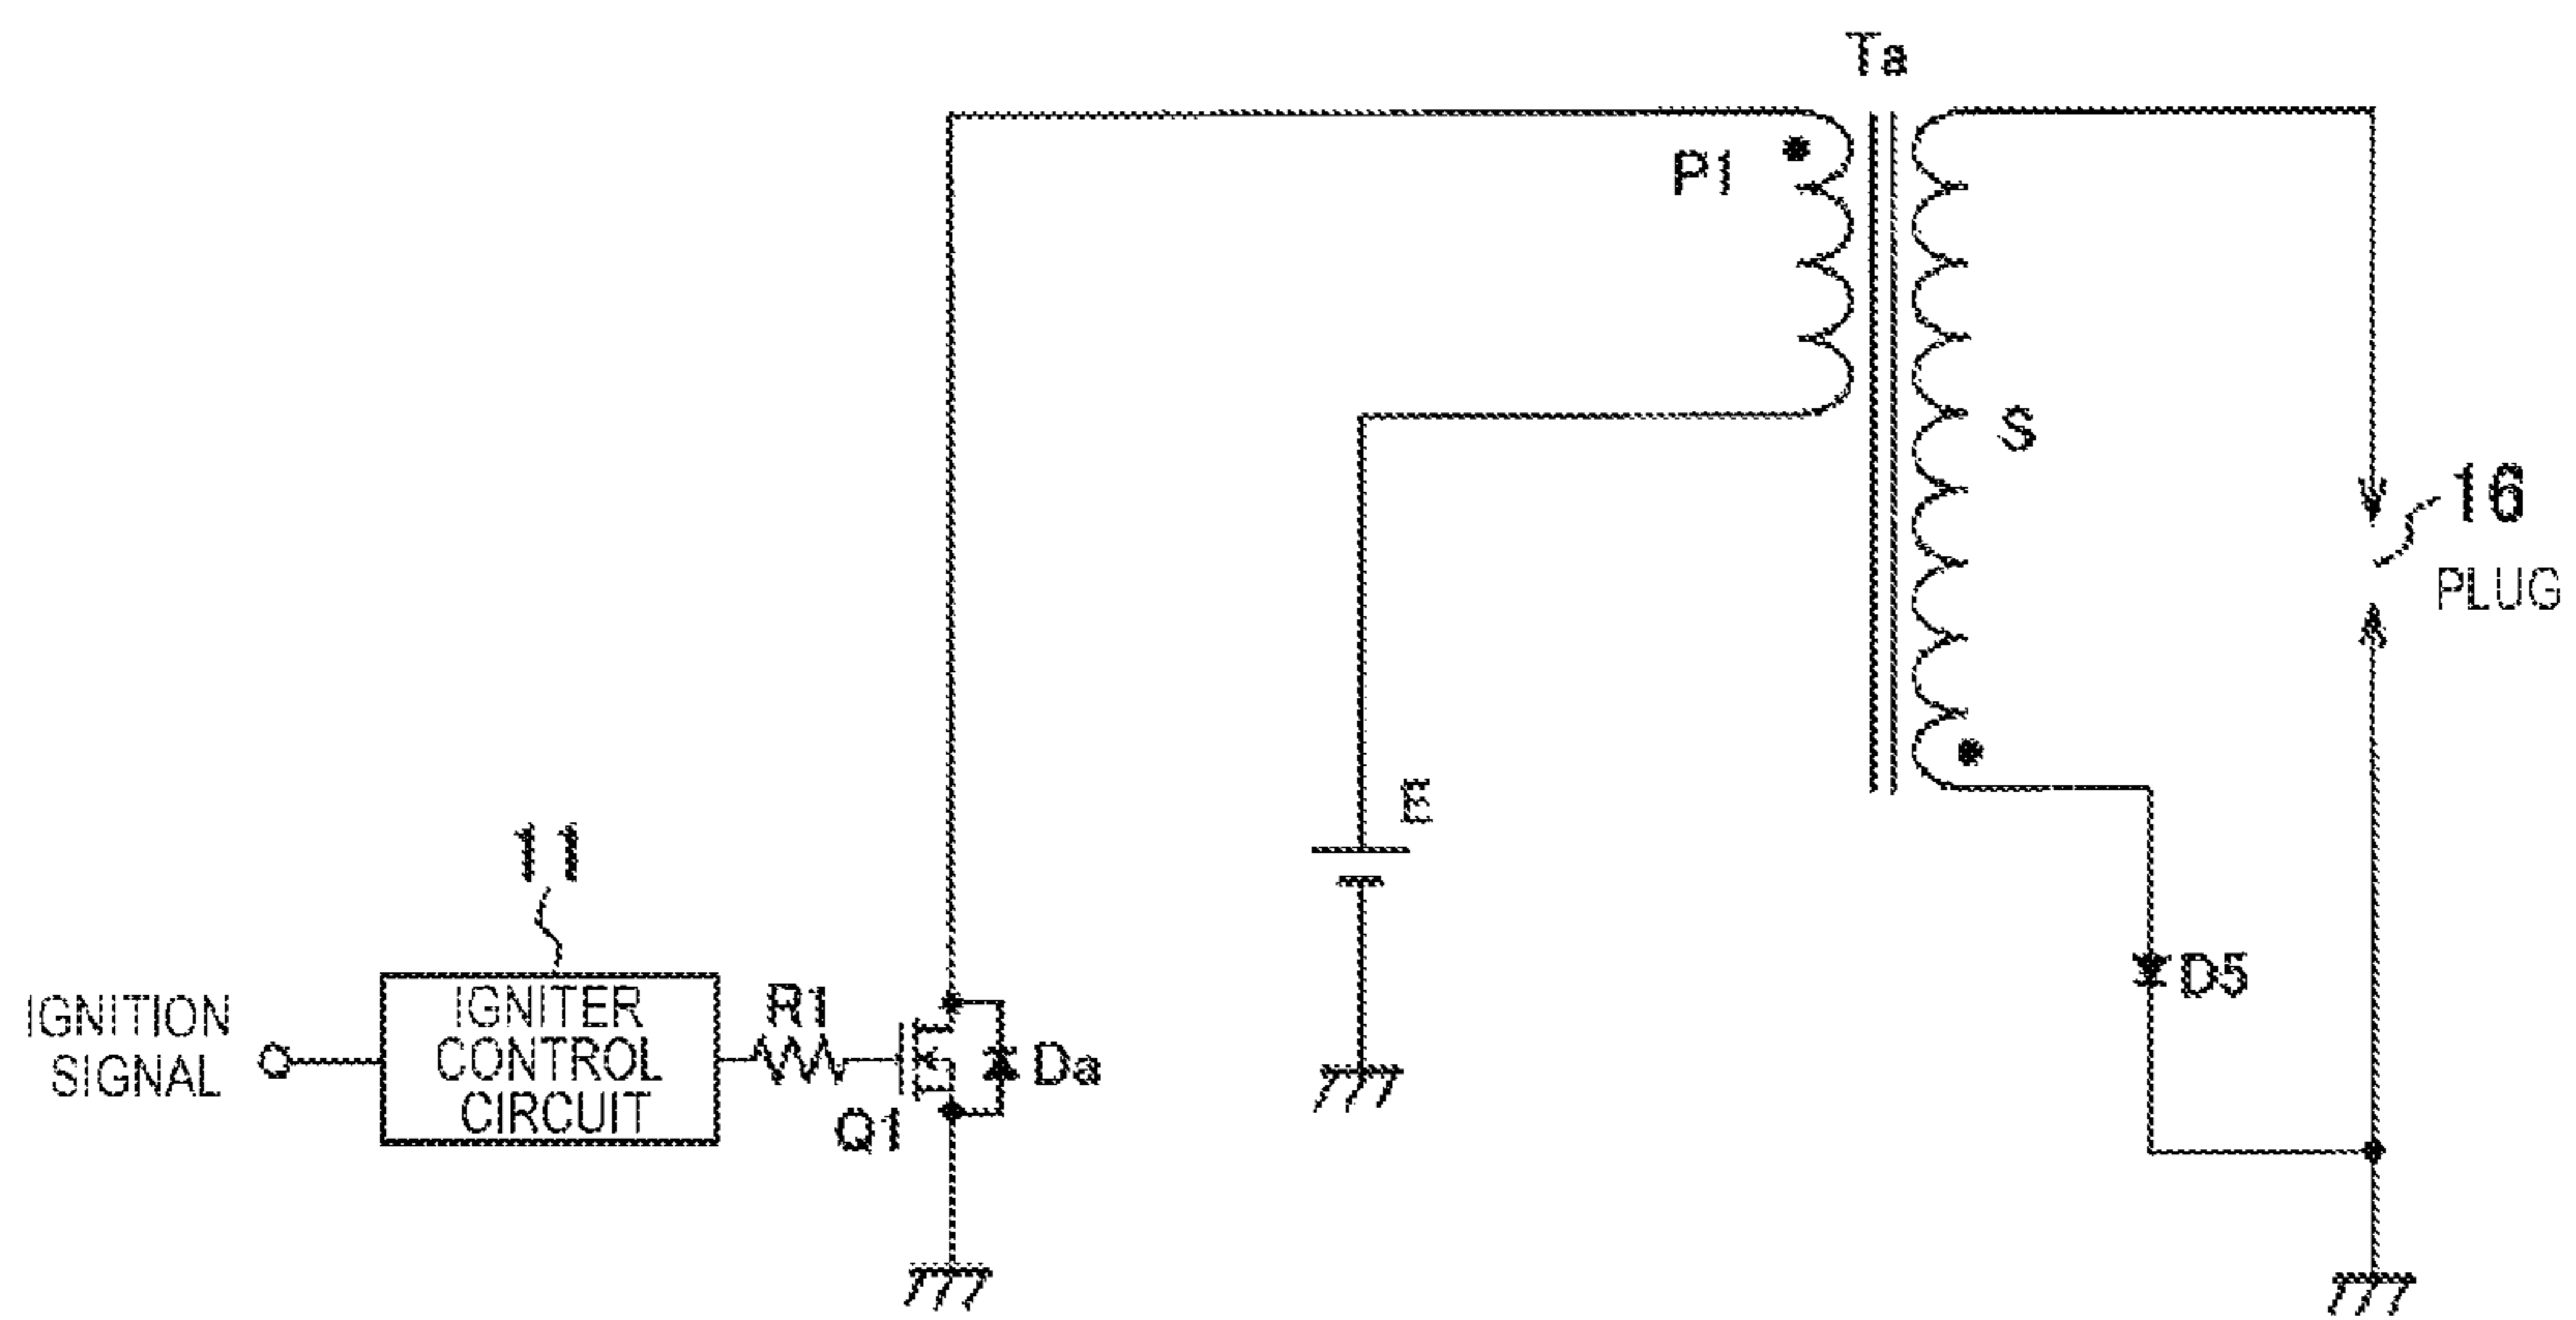 Ta
P1
S
16
PLUG
E
11
IGNITION
SIGNAL
IGNITER
CONTROL
CIRCUIT
R1
Q1
Da
D5